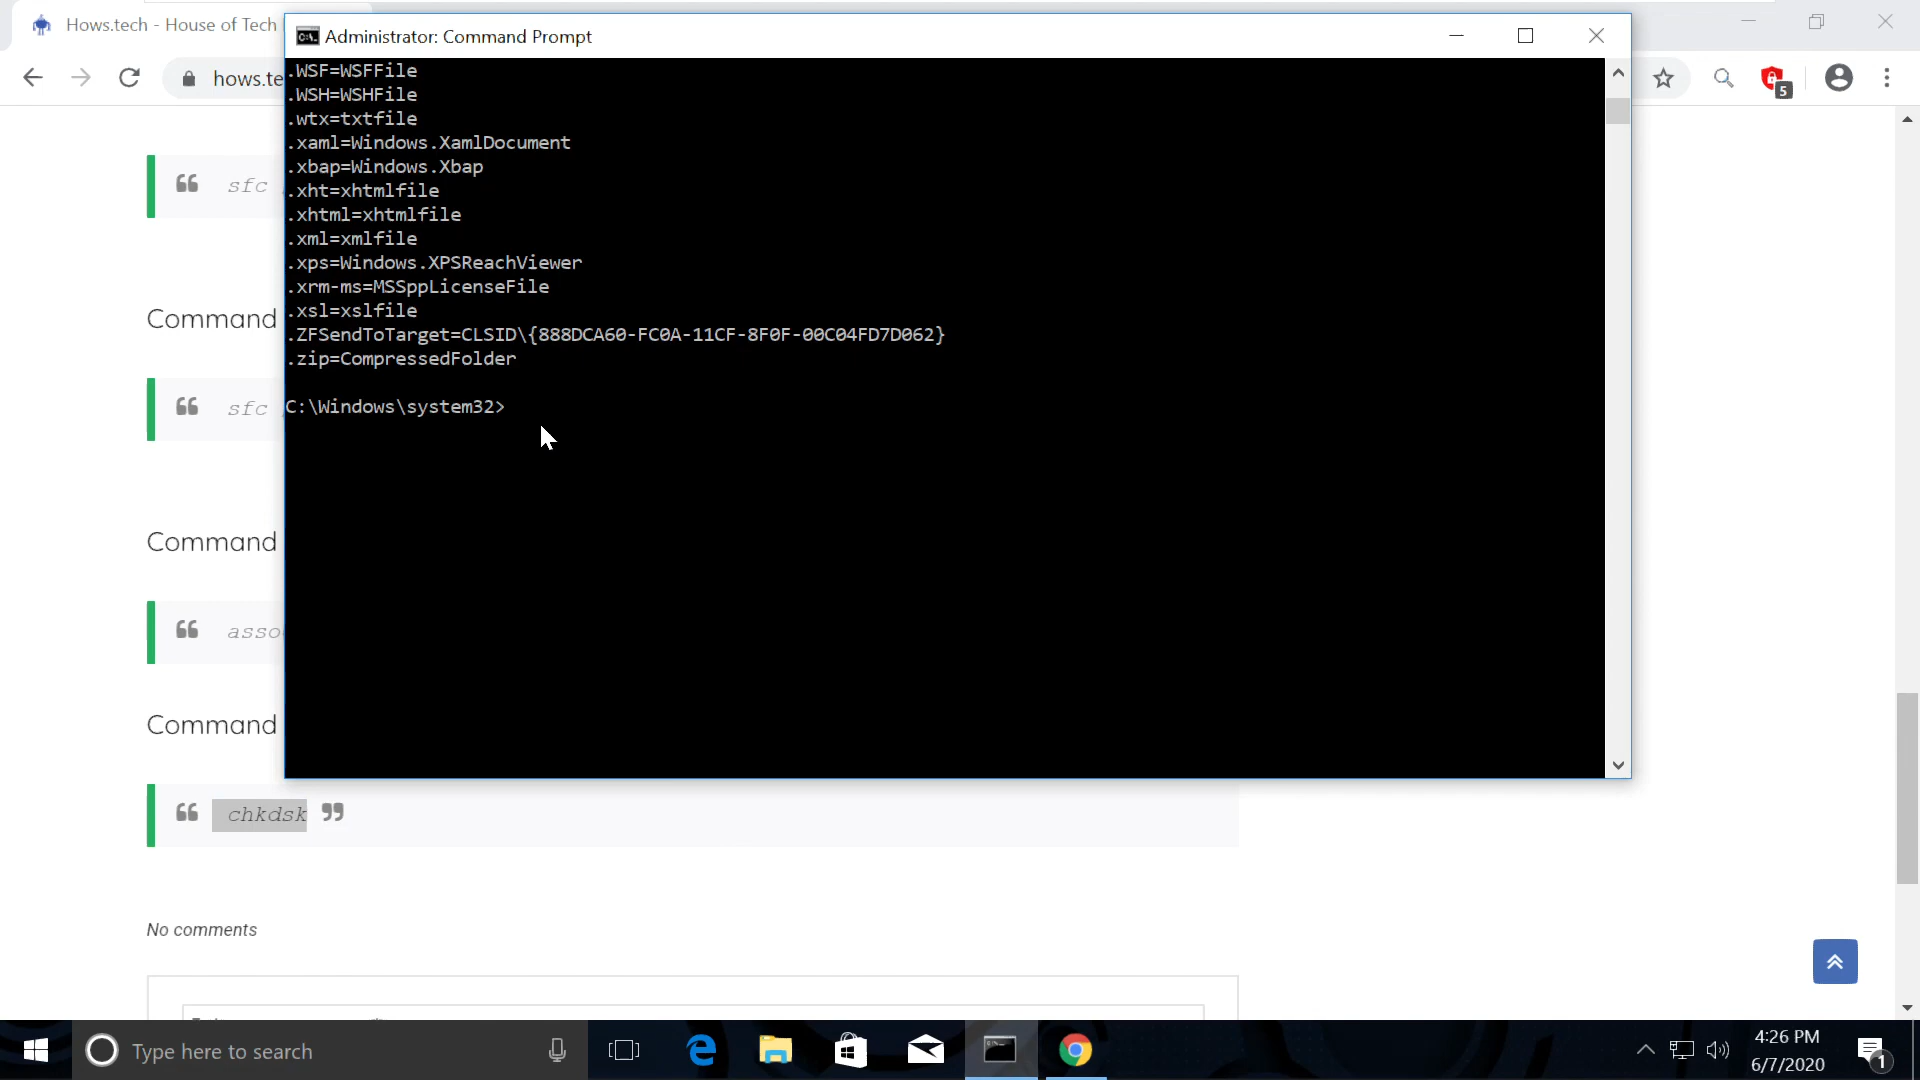 Hows.tech - House of Tech
Administrator: Command Prompt
hows.te
5
.WSF=WSFFile
.WSH=WSHFile
.wtx=txtfile
.xaml=Windows.XamlDocument
.xbap=Windows.Xbap
.xht=xhtmlfile
.xhtml=xhtmlfile
.xml=xmlfile
.xps=Windows.XPSReachViewer
.xrm-ms=MSSppLicenseFile
.xsl=xslfile
.ZFSendToTarget=CLSID\{888DCA60-FC0A-11CF-8F0F-00C04FD7D062}
.zip=CompressedFolder
C:\Windows\system32>
“ sfc
Command
“ sfc
Command
“ asso
Command
“ chkdsk ”
No comments
Type here to search
4:26 PM
6/7/2020
1